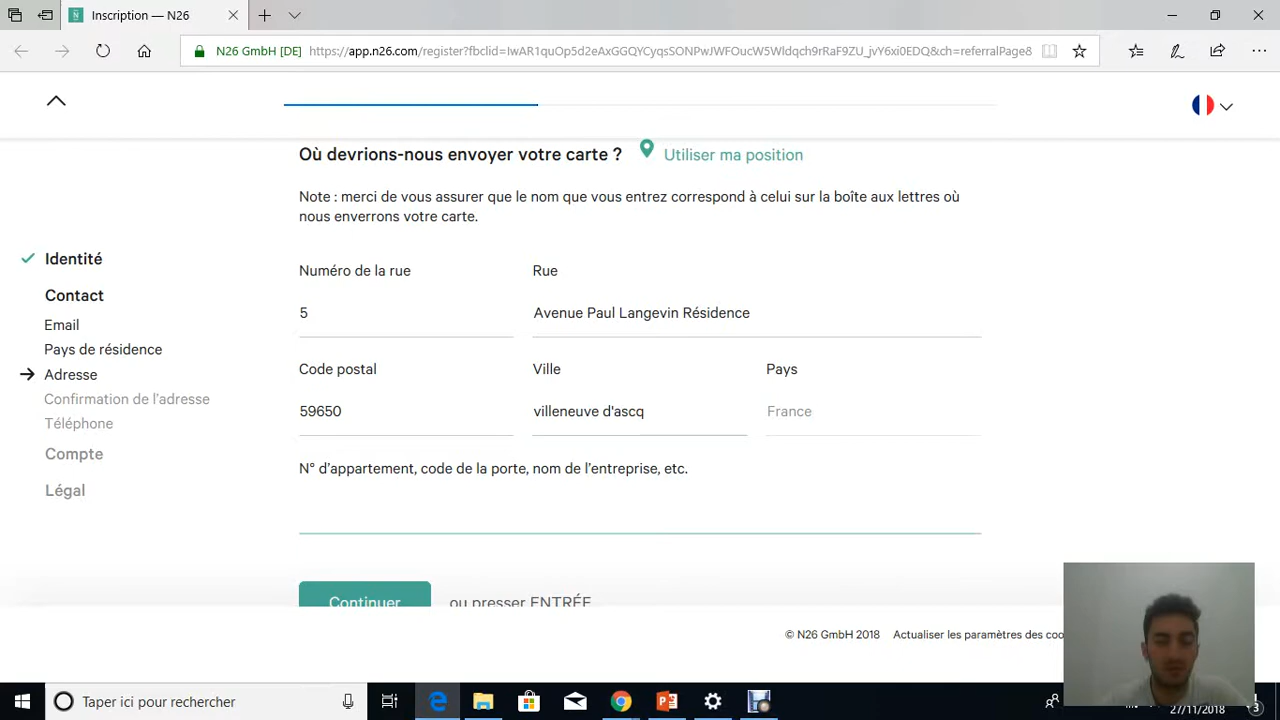 Inscription — N26
N26 GmbH [DE] https://app.n26.com/register?fbclid=IwAR1quOp5d2eAxGGQYCyqsSONPwJWFOucW5Wldqch9rRaF9ZU_jvY6xi0EDQ&ch=referralPage8
Où devrions-nous envoyer votre carte ? Utiliser ma position
Note : merci de vous assurer que le nom que vous entrez correspond à celui sur la boîte aux lettres où
nous enverrons votre carte.
Identité
Contact
Email
Pays de résidence
Adresse
Confirmation de l'adresse
Téléphone
Compte
Légal
Numéro de la rue Rue
5 Avenue Paul Langevin Résidence
Code postal Ville Pays
59650 villeneuve d'ascq France
N° d'appartement, code de la porte, nom de l'entreprise, etc.
Continuer ou presser ENTRÉE
© N26 GmbH 2018 Actualiser les paramètres des coo
Taper ici pour rechercher
27/11/2018
3